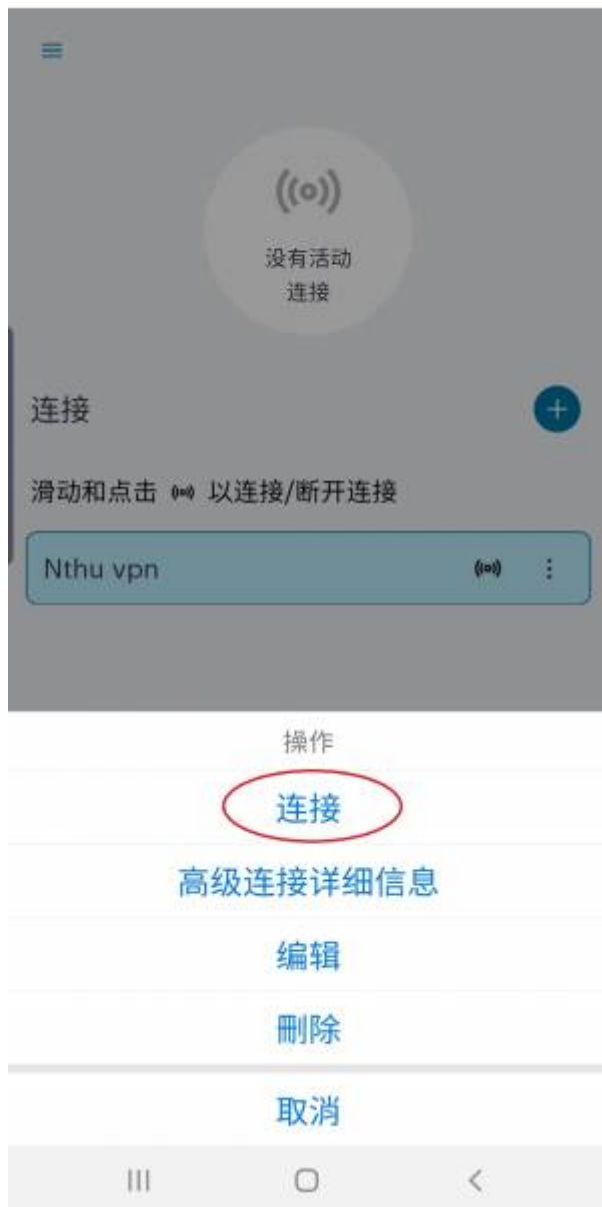 没有活动
连接
连接
滑动和点击 以连接/断开连接
Nthu vpn
操作
连接
高级连接详细信息
编辑
刪除
取消